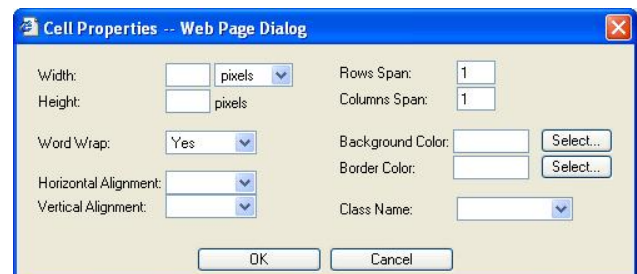 Cell Properties -- Web Page Dialog
Width: pixels Rows Span: 1
Height: pixels Columns Span: 1
Word Wrap: Yes Background Color: Select...
Border Color: Select...
Horizontal Alignment:
Vertical Alignment: Class Name:
OK Cancel